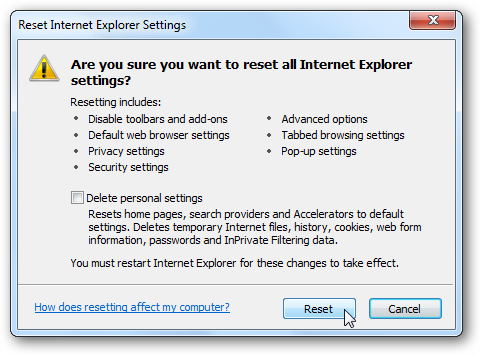 Reset Internet Explorer Settings
Are you sure you want to reset all Internet Explorer
settings?
Resetting includes:
• Disable toolbars and add-ons
• Default web browser settings
• Privacy settings
• Security settings
• Advanced options
• Tabbed browsing settings
• Pop-up settings
Delete personal settings
Resets home pages, search providers and Accelerators to default
settings. Deletes temporary Internet files, history, cookies, web form
information, passwords and InPrivate Filtering data.
You must restart Internet Explorer for these changes to take effect.
How does resetting affect my computer?
Reset
Cancel